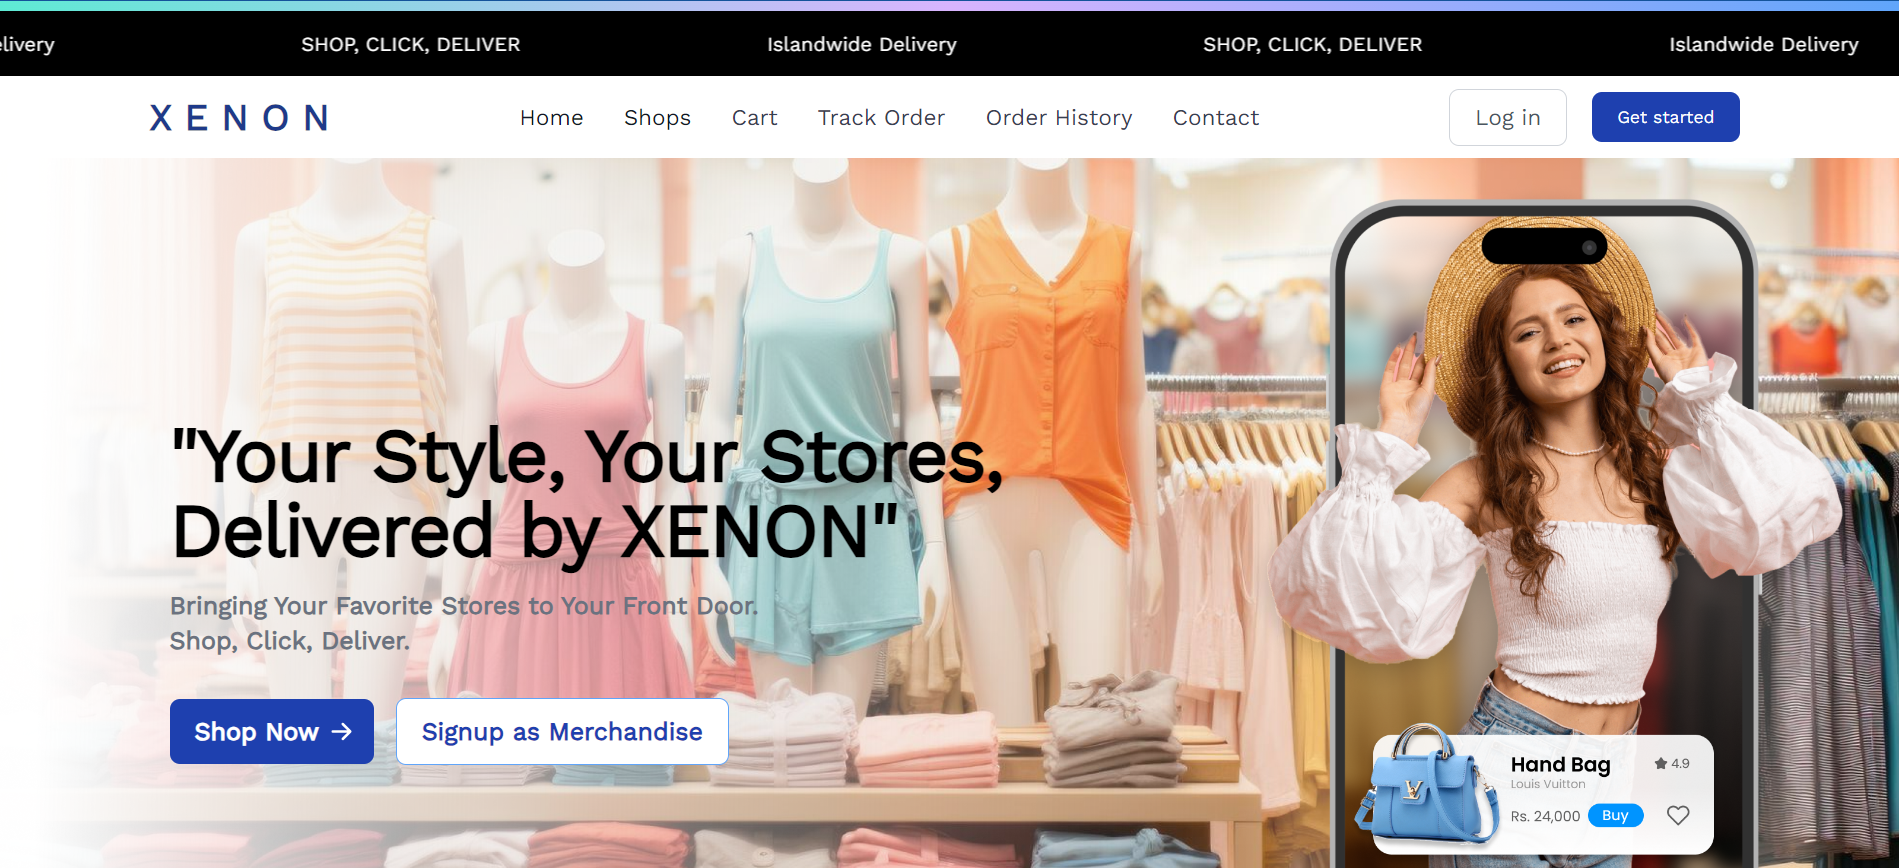 elivery SHOP, CLICK, DELIVER Islandwide Delivery SHOP, CLICK, DELIVER Islandwide Delivery
XENON Home Shops Cart Track Order Order History Contact Log in Get started
"Your Style, Your Stores,
Delivered by XENON"
Bringing Your Favorite Stores to Your Front Door.
Shop, Click, Deliver.
Shop Now → Signup as Merchandise
Hand Bag 4.9
Louis Vuitton
Rs. 24,000 Buy
LV